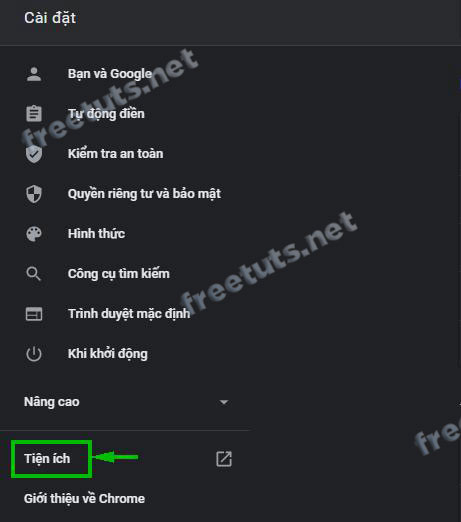 Cài đặt
Bạn và Google
freetuts.net
Tự động điền
Kiểm tra an toàn
Quyền riêng tư và bảo mật
Hình thức
freetuts.net
Công cụ tìm kiếm
Trình duyệt mặc định
Khi khởi động
Nâng cao
free
Tiện ích
Giới thiệu về Chrome